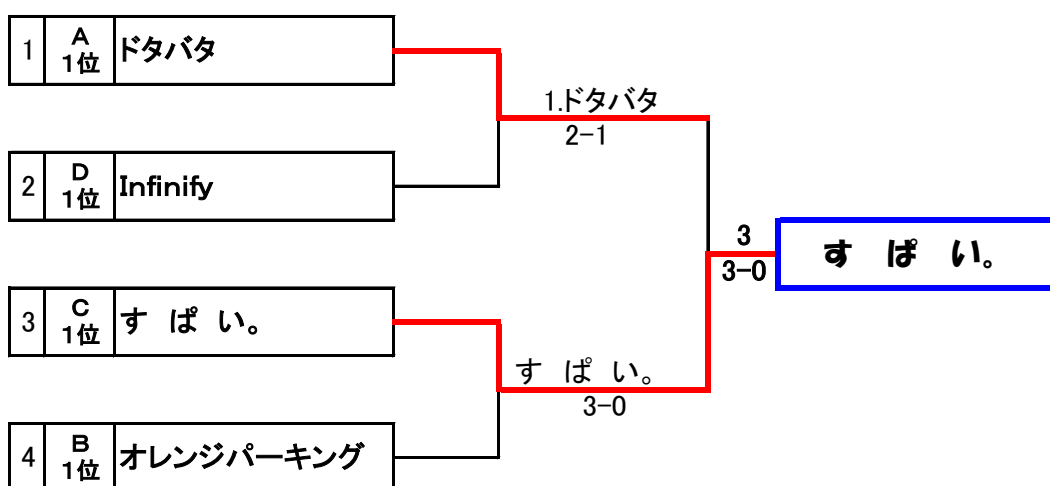 1 A 1位 ドタバタ
1.ドタバタ
2-1
2 D 1位 Infinify
3
3-0
す ぱ い。
3 C 1位 す ぱ い。
す ぱ い。
3-0
4 B 1位 オレンジパーキング